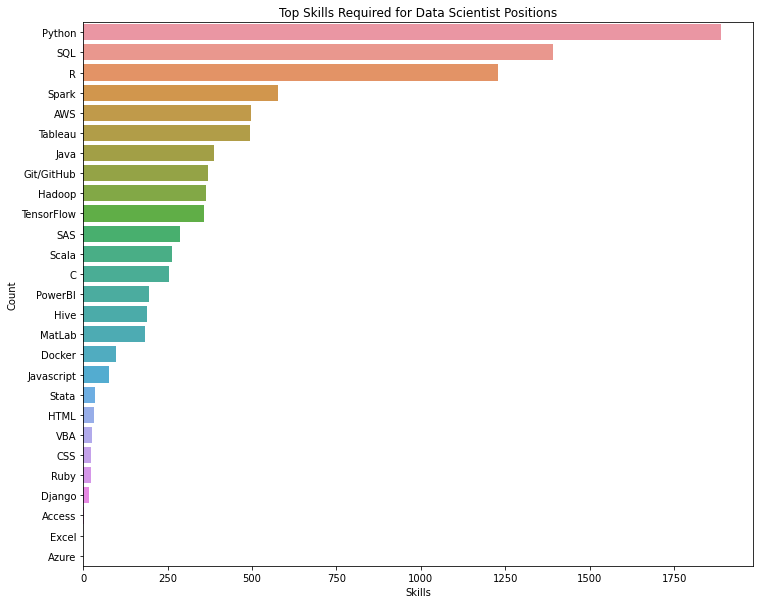 Top Skills Required for Data Scientist Positions
Python
SQL
R
Spark
AWS
Tableau
Java
Git/GitHub
Hadoop
TensorFlow
SAS
Scala
C
PowerBI
Hive
MatLab
Docker
Javascript
Stata
HTML
VBA
CSS
Ruby
Django
Access
Excel
Azure
Count
0 250 500 750 1000 1250 1500 1750
Skills